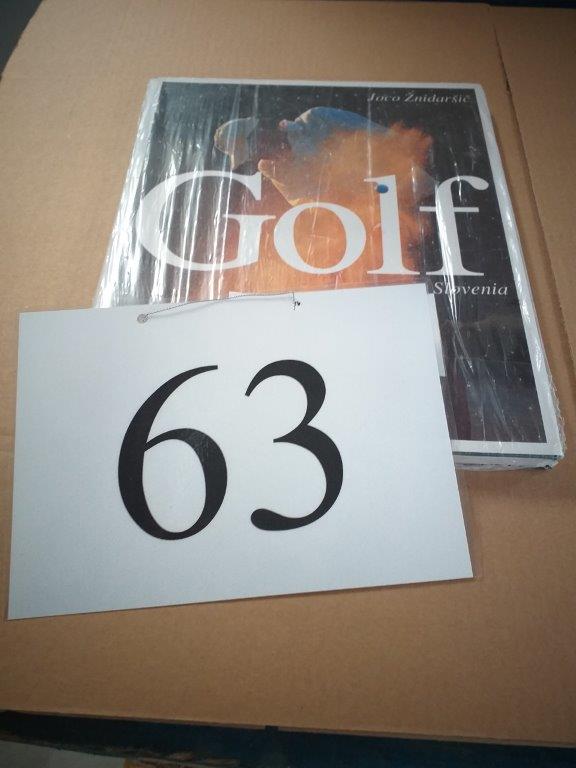 Joco Žnidaršič
Golf
Slovenia
63